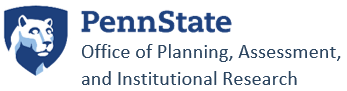 PennState
Office of Planning, Assessment,
and Institutional Research